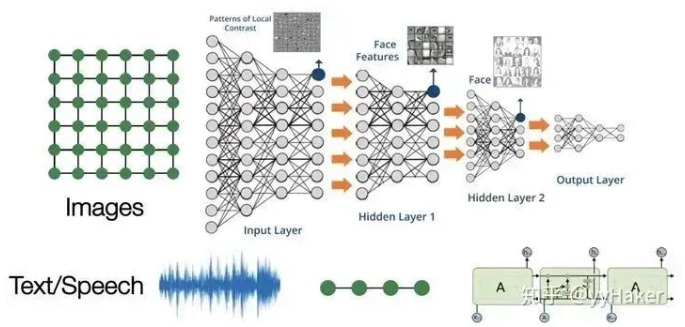 Patterns of Local
Contrast
Face
Features
Face
Images
Input Layer
Hidden Layer 1
Hidden Layer 2
Output Layer
Text/Speech
A
A
知乎 @yyHaker